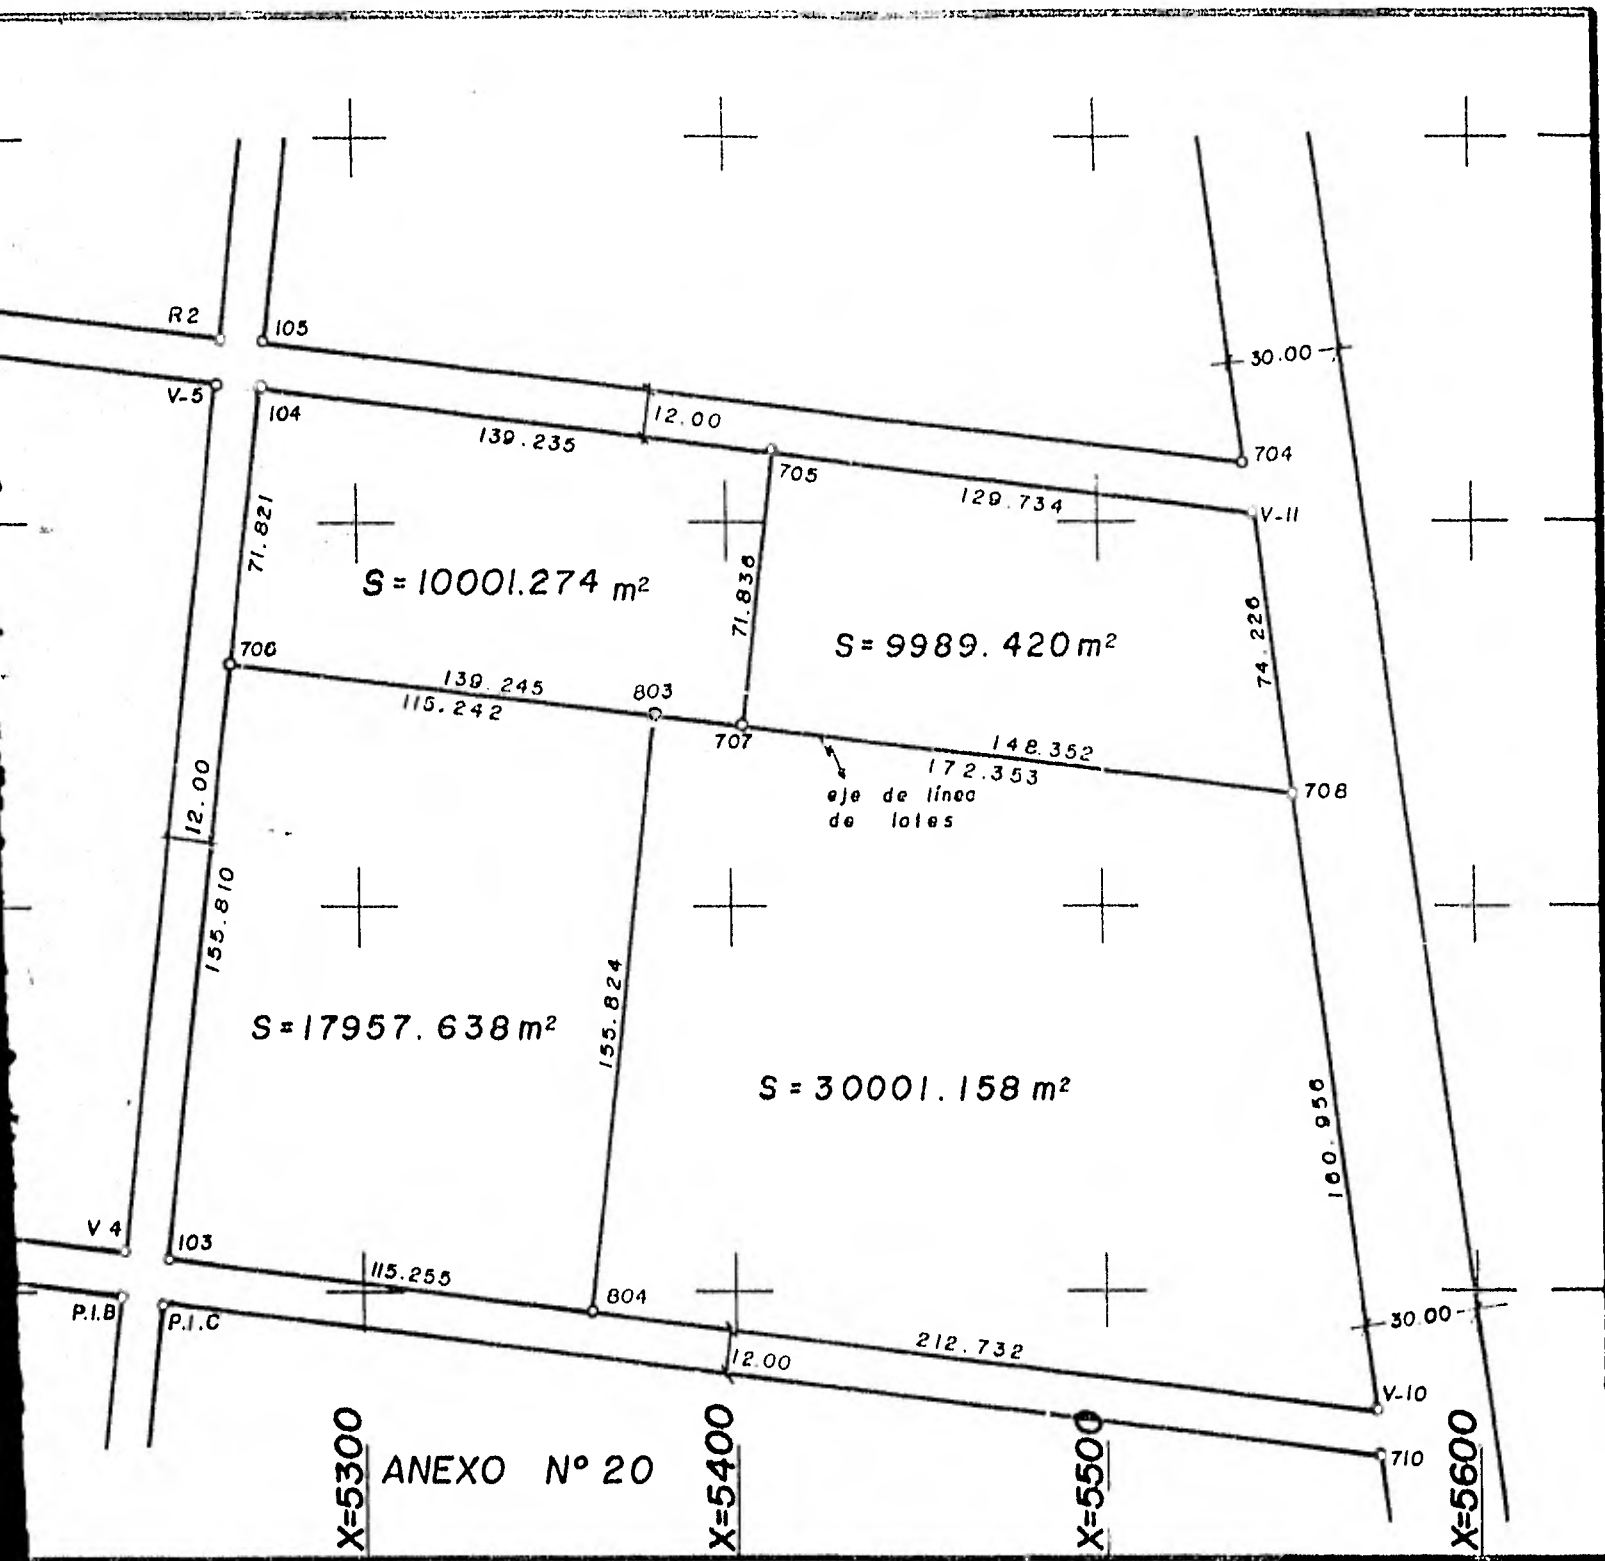 R2
105
30.00
V-5
104
12.00
139.235
704
705
129.734
V-11
71.821
S=10001.274 m²
71.836
S=9989.420 m²
74.226
706
139.245
803
115.242
707
148.352
172.353
708
eje de línea
de lotes
12.00
155.810
155.824
S=17957.638 m²
S=30001.158 m²
160.956
V 4
103
115.255
804
P.I.B
P.I.C
30.00
212.732
12.00
V-10
710
ANEXO Nº 20
X=5300
X=5400
X=5500
X=5600